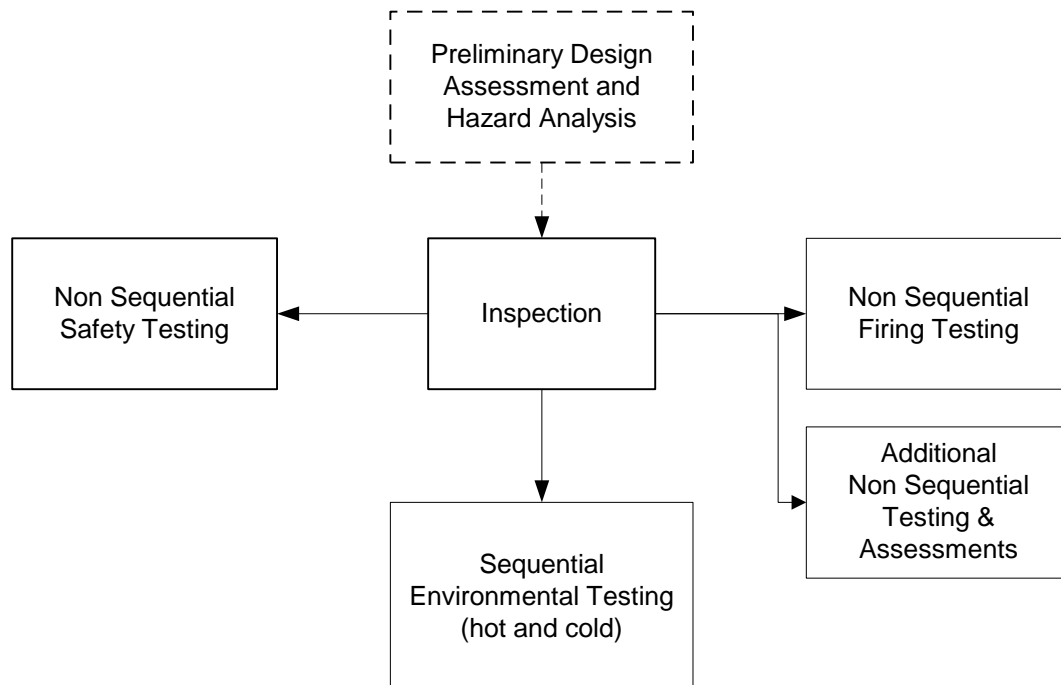 Preliminary Design
Assessment and
Hazard Analysis
Non Sequential
Safety Testing
Inspection
Non Sequential
Firing Testing
Additional
Non Sequential
Testing &
Assessments
Sequential
Environmental Testing
(hot and cold)